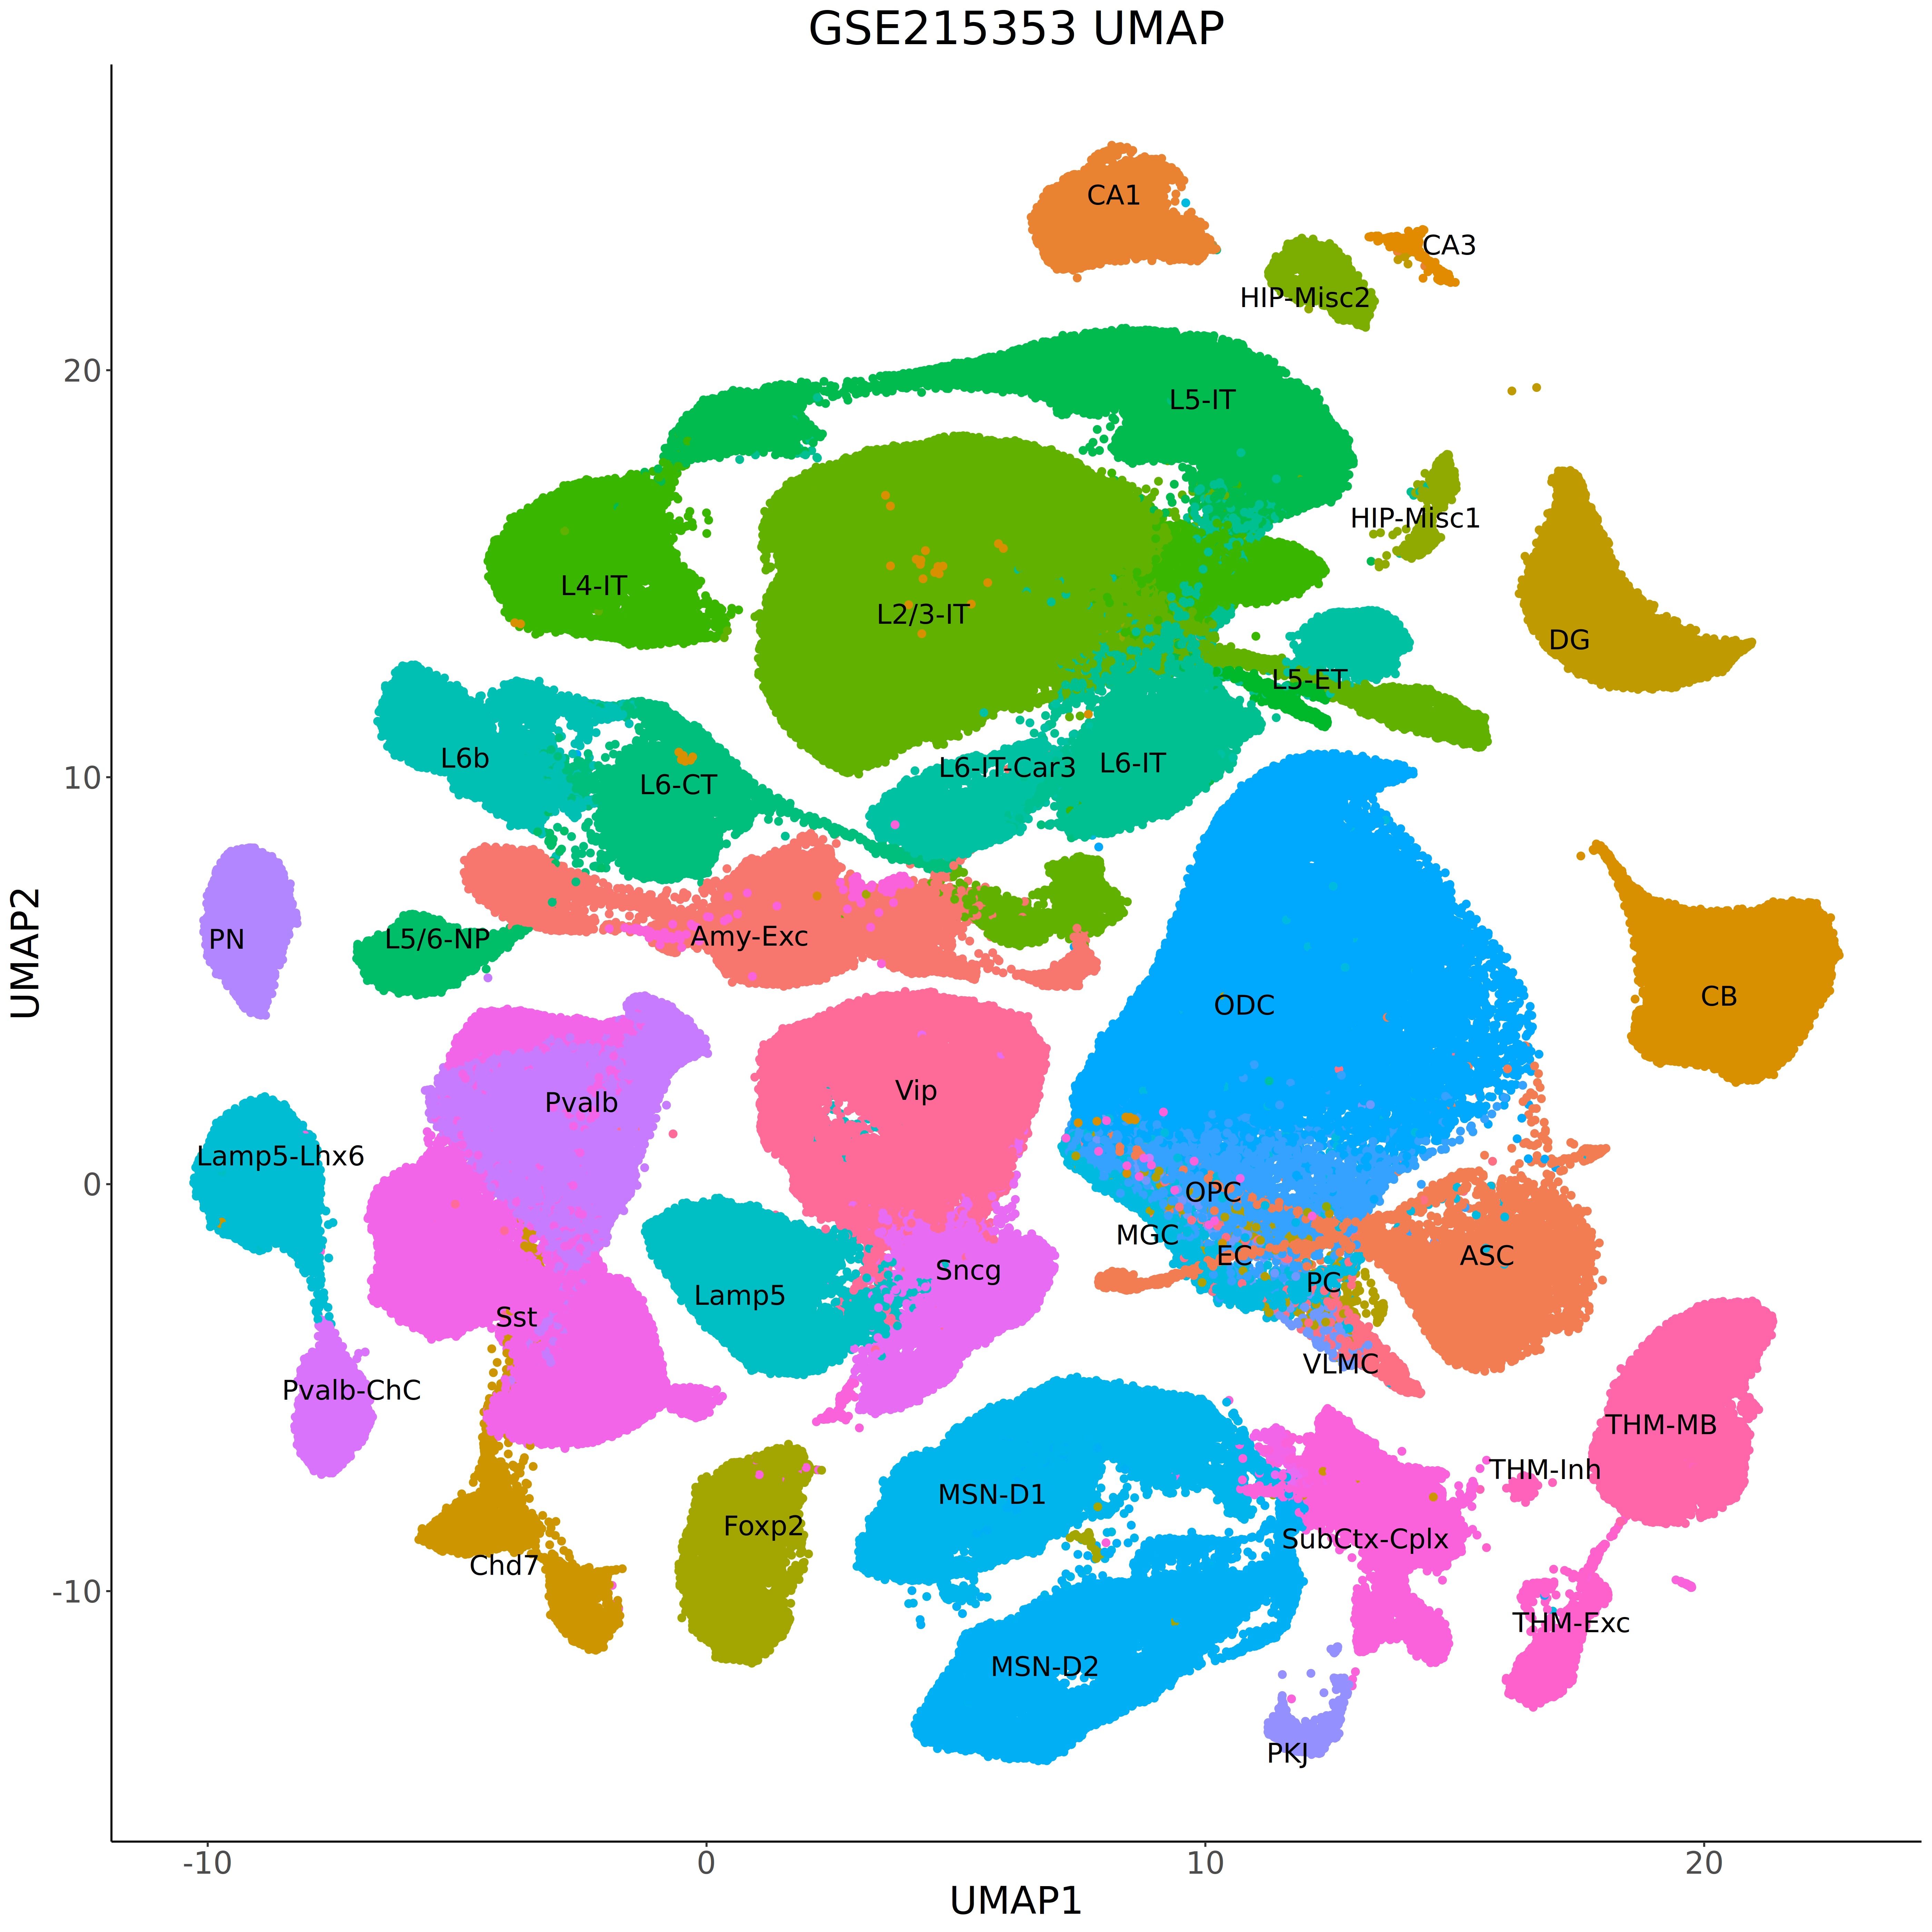 GSE215353 UMAP
CA1
CA3
HIP-Misc2
20
L5-IT
HIP-Misc1
L4-IT
L2/3-IT
DG
L5-ET
L6b
L6-IT-Car3
L6-IT
10
L6-CT
PN
L5/6-NP
Amy-Exc
UMAP2
CB
ODC
Vip
Pvalb
Lamp5-Lhx6
0
OPC
MGC
EC
ASC
Sncg
PC
Lamp5
Sst
VLMC
Pvalb-ChC
THM-MB
THM-Inh
MSN-D1
Foxp2
SubCtx-Cplx
Chd7
-10
THM-Exc
MSN-D2
PKJ
-10
0
10
20
UMAP1